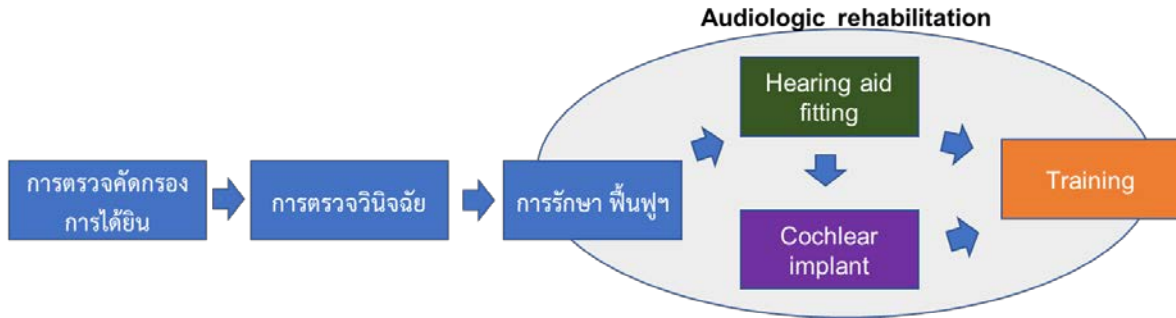 Audiologic rehabilitation
Hearing aid
fitting
การตรวจคัดกรอง
การได้ยิน
การตรวจวินิจฉัย
การรักษา ฟื้นฟูฯ
Training
Cochlear
implant